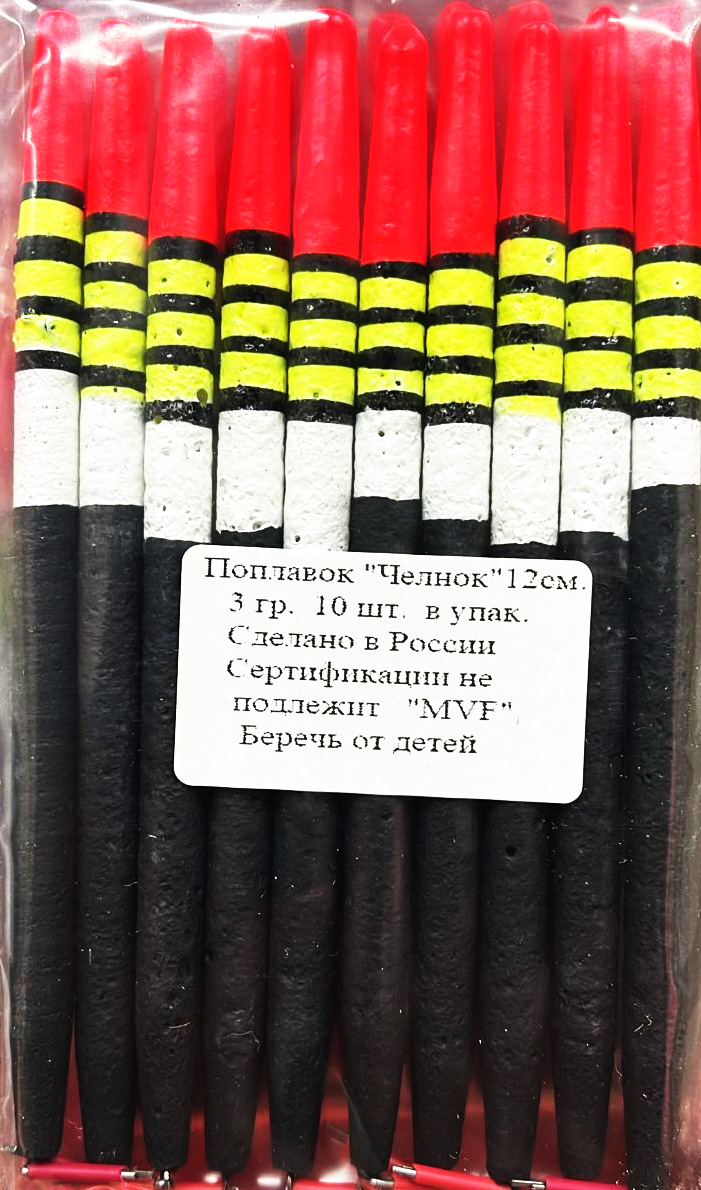 Поплавок "Челнок"12см.
3 гр. 10 шт. в упак.
Сделано в России
Сертификации не
подлежит "MVF"
Беречь от детей